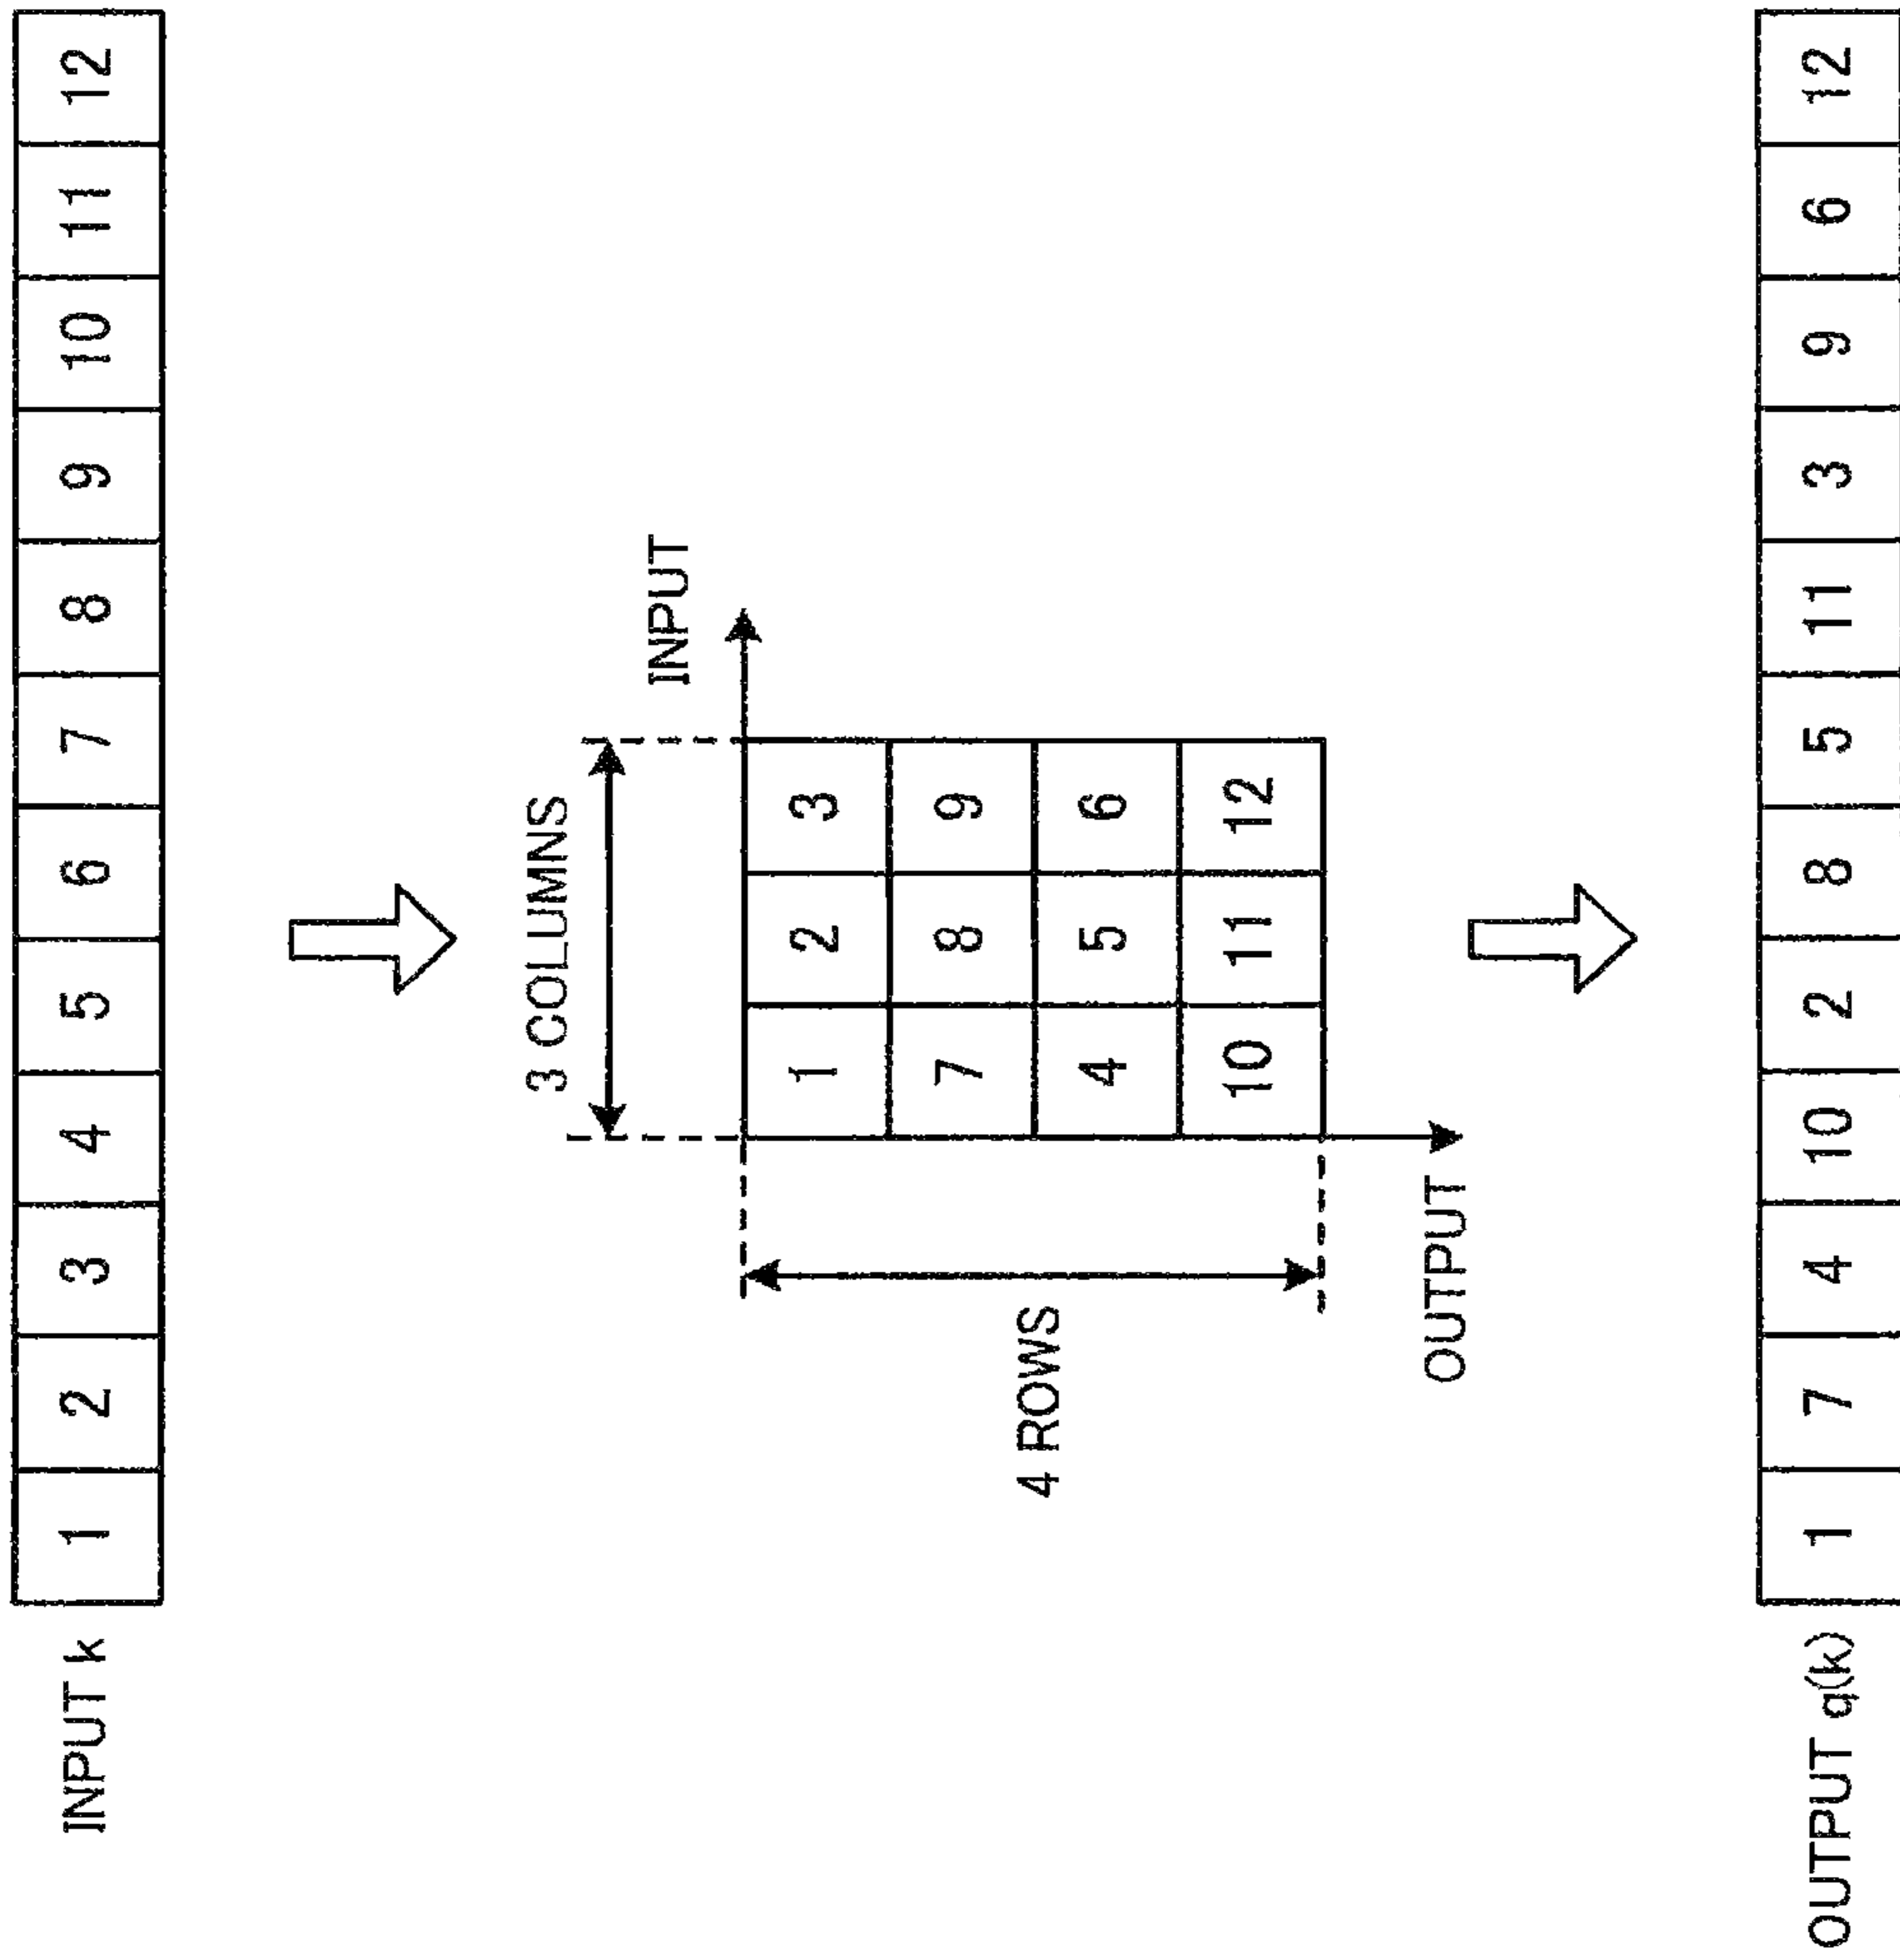 INPUT k 1 2 3 4 5 6 7 8 9 10 11 12
3 COLUMNS
INPUT
4 ROWS
1 2 3
7 8 9
4 5 6
10 11 12
OUTPUT
OUTPUT q(k) 1 7 4 10 2 8 5 11 3 9 6 12